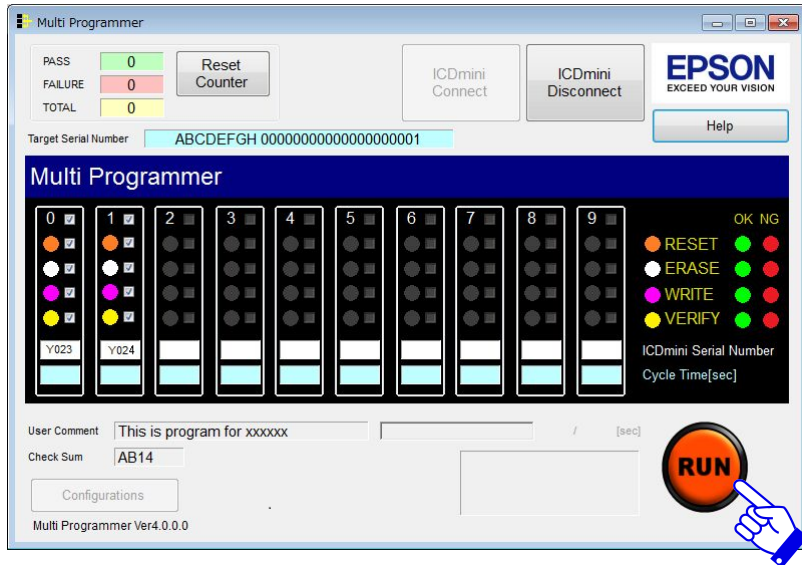 Multi Programmer
PASS 0
FAILURE 0
TOTAL 0
Reset
Counter
ICDmini
Connect
ICDmini
Disconnect
EPSON
EXCEED YOUR VISION
Help
Target Serial Number ABCDEFGH 00000000000000000001
Multi Programmer
0 1 2 3 4 5 6 7 8 9 OK NG
RESET
ERASE
WRITE
VERIFY
Y023 Y024 ICDmini Serial Number
Cycle Time[sec]
User Comment This is program for xxxxxx / [sec]
Check Sum AB14
RUN
Configurations
Multi Programmer Ver4.0.0.0